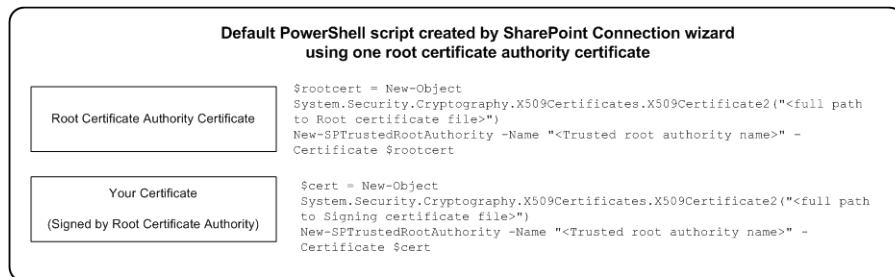 Default PowerShell script created by SharePoint Connection wizard
using one root certificate authority certificate
Root Certificate Authority Certificate
$rootcert = New-Object
System.Security.Cryptography.X509Certificates.X509Certificate2("<full path
to Root certificate file>")
New-SPTrustedRootAuthority -Name "<Trusted root authority name>" -
Certificate $rootcert
Your Certificate
(Signed by Root Certificate Authority)
$cert = New-Object
System.Security.Cryptography.X509Certificates.X509Certificate2("<full path
to Signing certificate file>")
New-SPTrustedRootAuthority -Name "<Trusted root authority name>" -
Certificate $cert